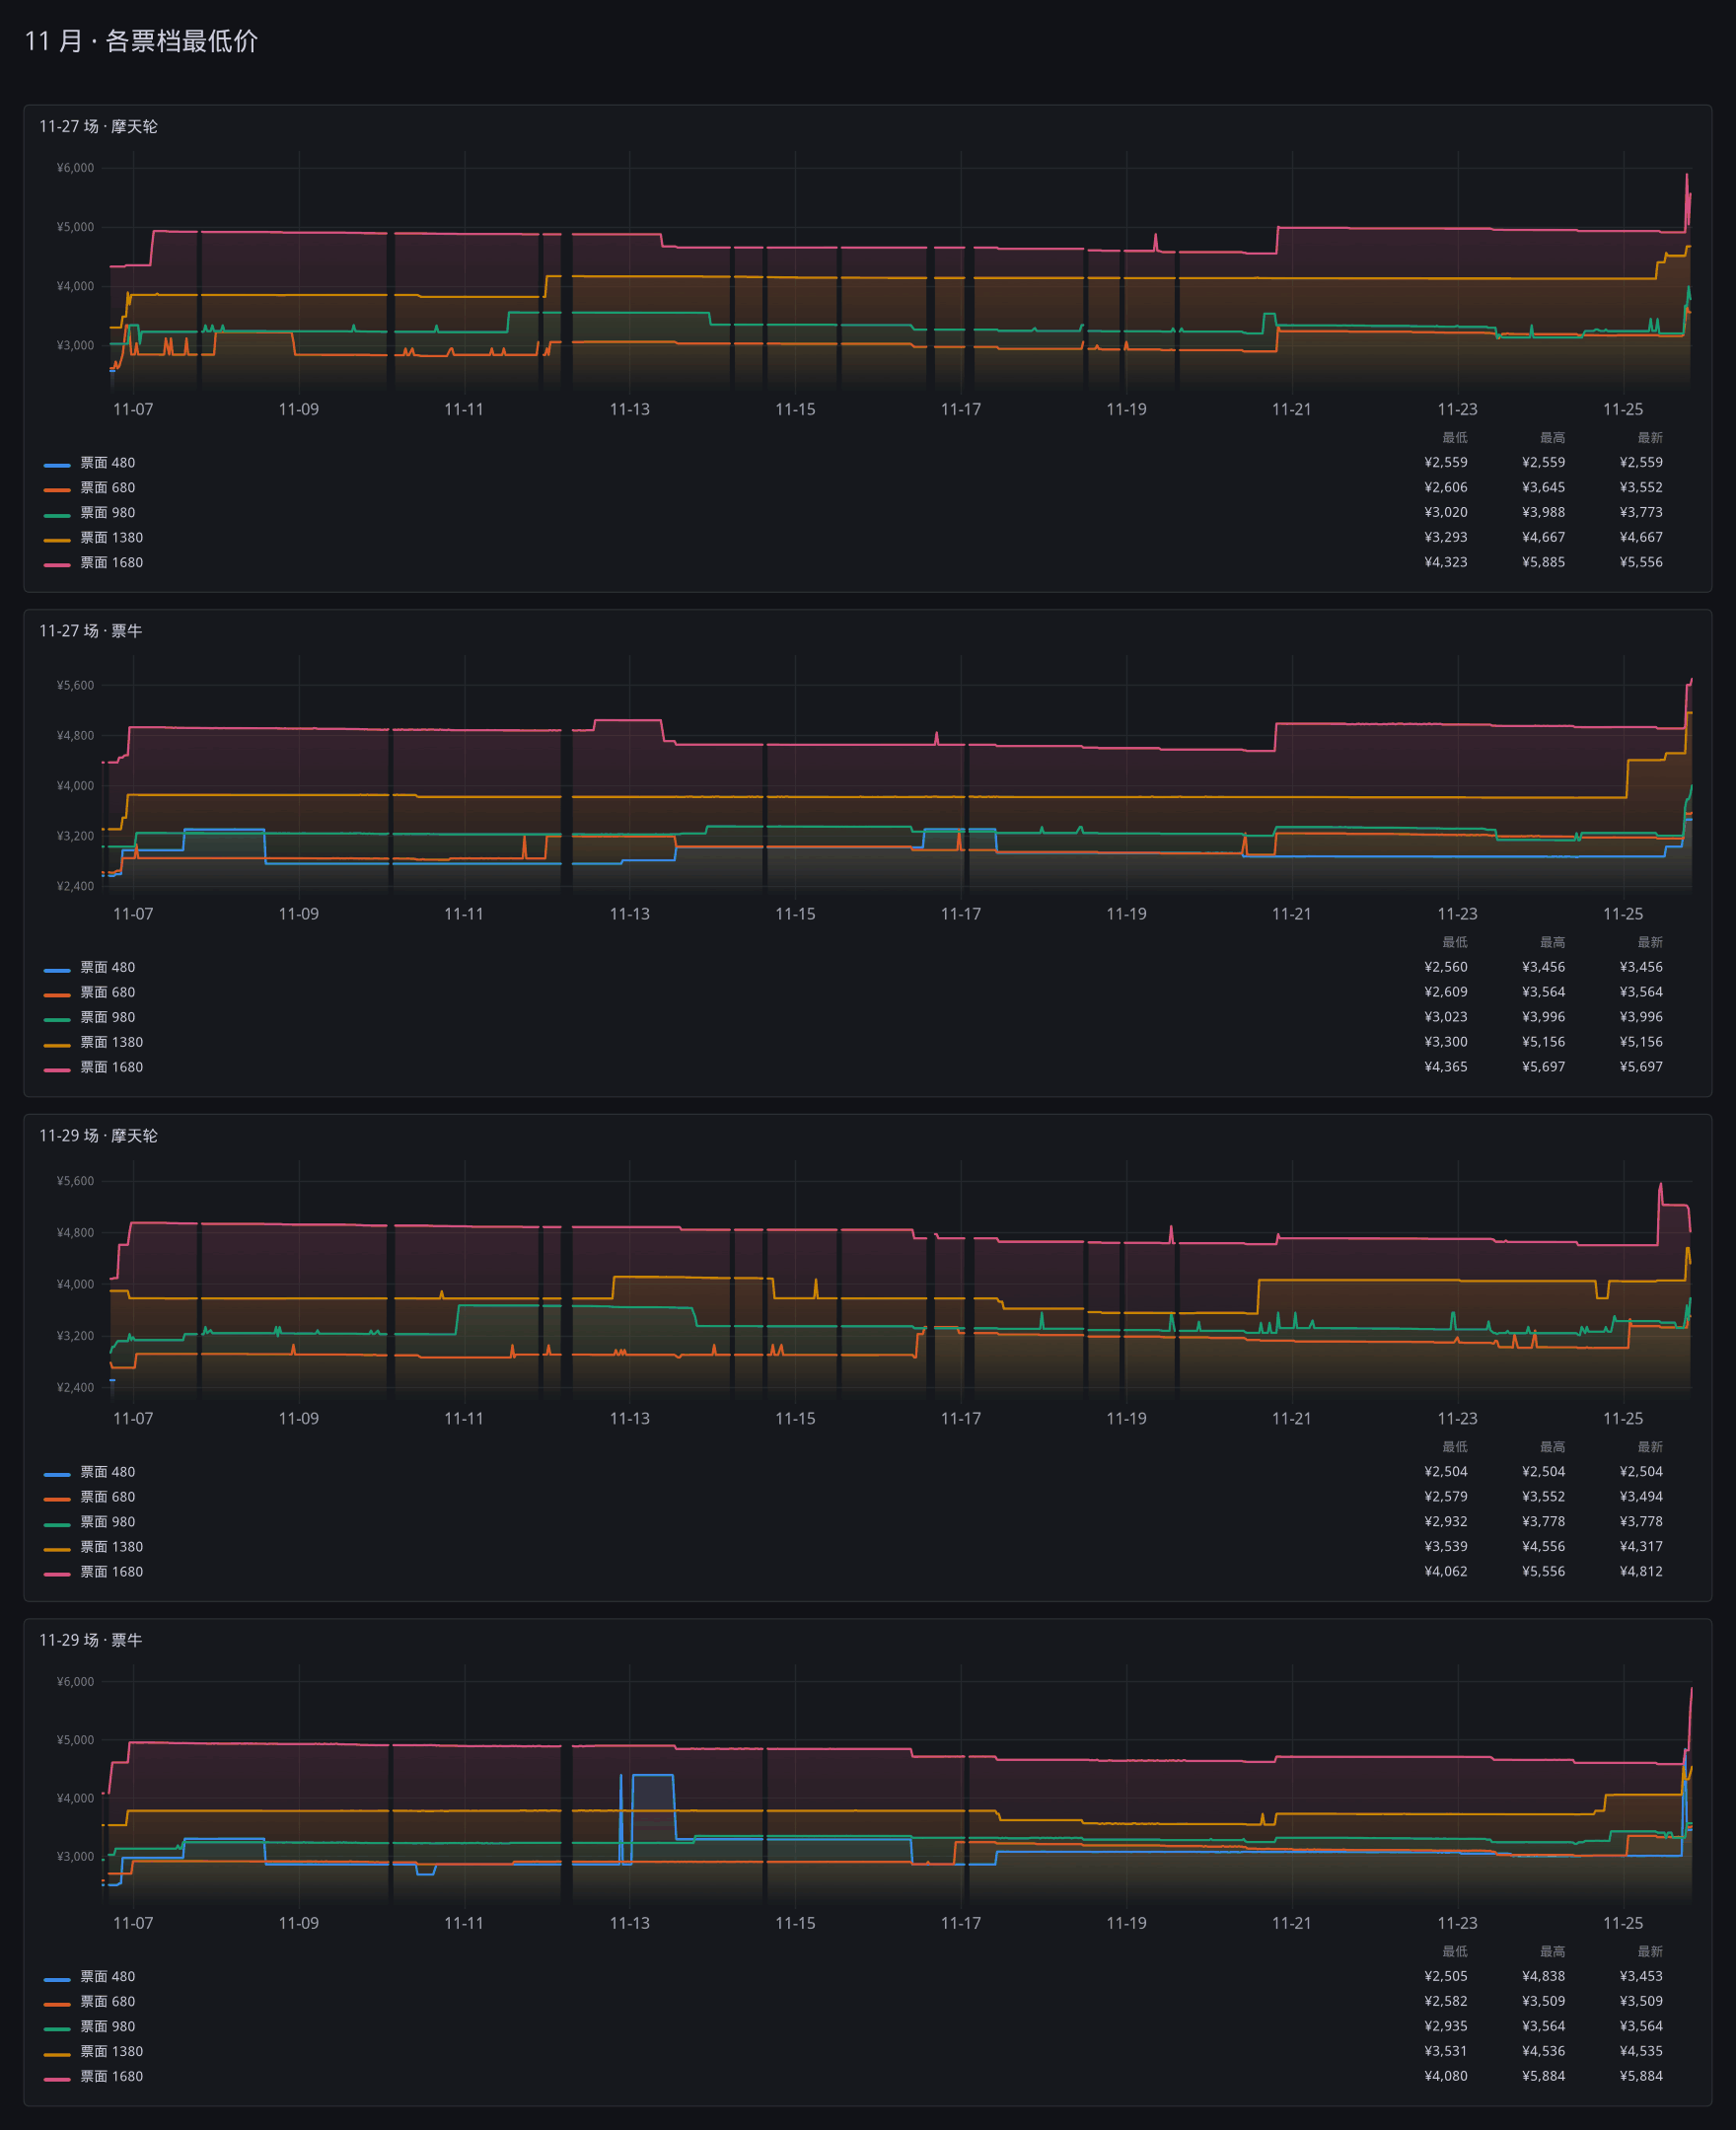 11 月 · 各票档最低价
11-27 场 · 摩天轮
¥6,000
¥5,000
¥4,000
¥3,000
11-07 11-09 11-11 11-13 11-15 11-17 11-19 11-21 11-23 11-25
最低 最高 最新
票面 480 ¥2,559 ¥2,559 ¥2,559
票面 680 ¥2,606 ¥3,645 ¥3,552
票面 980 ¥3,020 ¥3,988 ¥3,773
票面 1380 ¥3,293 ¥4,667 ¥4,667
票面 1680 ¥4,323 ¥5,885 ¥5,556
11-27 场 · 票牛
¥5,600
¥4,800
¥4,000
¥3,200
¥2,400
11-07 11-09 11-11 11-13 11-15 11-17 11-19 11-21 11-23 11-25
最低 最高 最新
票面 480 ¥2,560 ¥3,456 ¥3,456
票面 680 ¥2,609 ¥3,564 ¥3,564
票面 980 ¥3,023 ¥3,996 ¥3,996
票面 1380 ¥3,300 ¥5,156 ¥5,156
票面 1680 ¥4,365 ¥5,697 ¥5,697
11-29 场 · 摩天轮
¥5,600
¥4,800
¥4,000
¥3,200
¥2,400
11-07 11-09 11-11 11-13 11-15 11-17 11-19 11-21 11-23 11-25
最低 最高 最新
票面 480 ¥2,504 ¥2,504 ¥2,504
票面 680 ¥2,579 ¥3,552 ¥3,494
票面 980 ¥2,932 ¥3,778 ¥3,778
票面 1380 ¥3,539 ¥4,556 ¥4,317
票面 1680 ¥4,062 ¥5,556 ¥4,812
11-29 场 · 票牛
¥6,000
¥5,000
¥4,000
¥3,000
11-07 11-09 11-11 11-13 11-15 11-17 11-19 11-21 11-23 11-25
最低 最高 最新
票面 480 ¥2,505 ¥4,838 ¥3,453
票面 680 ¥2,582 ¥3,509 ¥3,509
票面 980 ¥2,935 ¥3,564 ¥3,564
票面 1380 ¥3,531 ¥4,536 ¥4,535
票面 1680 ¥4,080 ¥5,884 ¥5,884